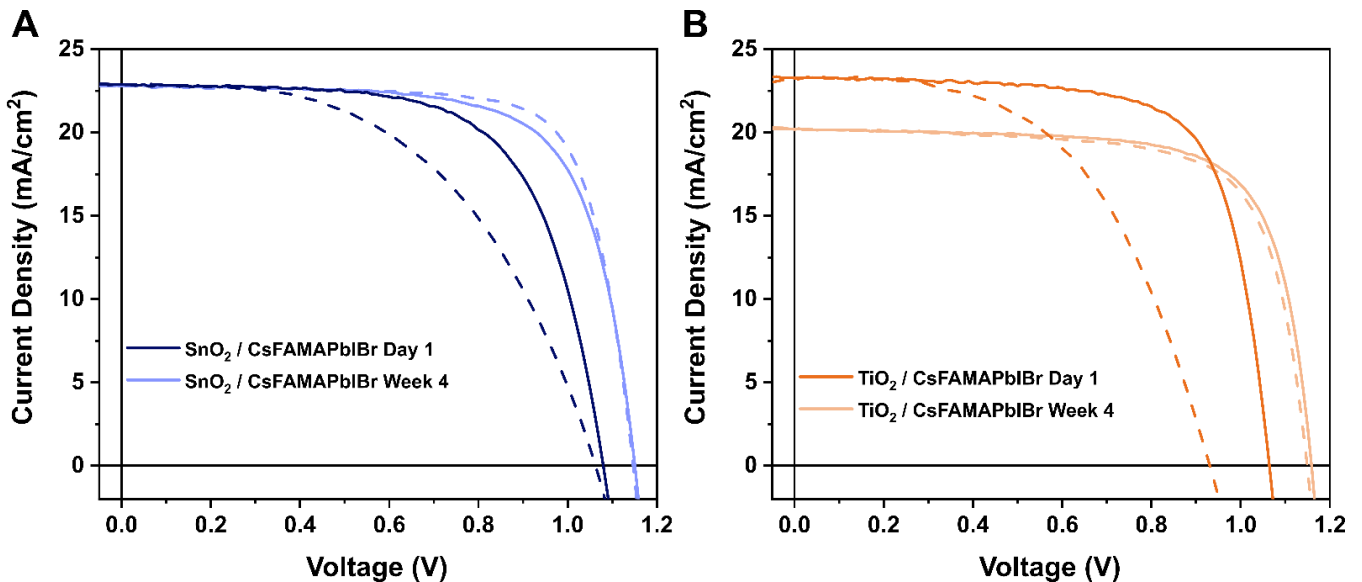 A
25
20
15
10
5
0
Current Density (mA/cm²)
SnO₂ / CsFAMAPbIBr Day 1
SnO₂ / CsFAMAPbIBr Week 4
0.0 0.2 0.4 0.6 0.8 1.0 1.2
Voltage (V)
B
25
20
15
10
5
0
Current Density (mA/cm²)
TiO₂ / CsFAMAPbIBr Day 1
TiO₂ / CsFAMAPbIBr Week 4
0.0 0.2 0.4 0.6 0.8 1.0 1.2
Voltage (V)